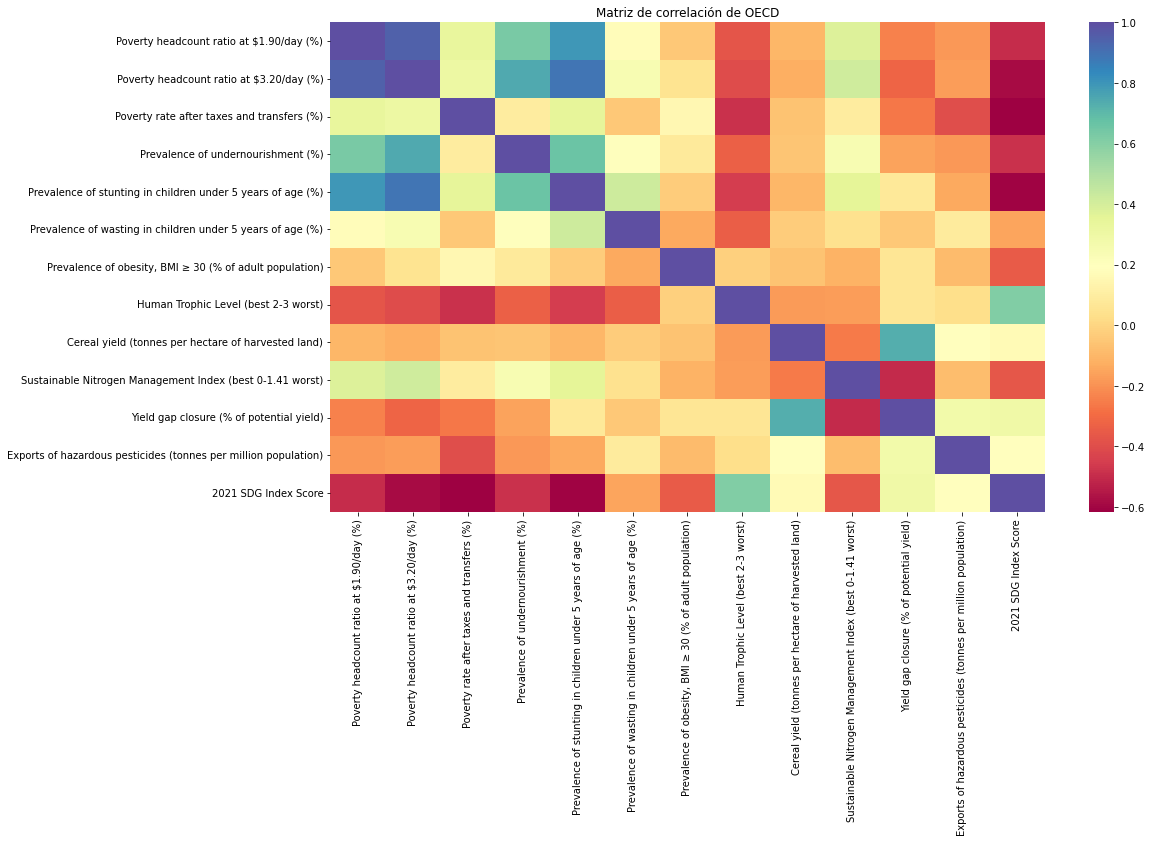 Matriz de correlación de OECD
Poverty headcount ratio at $1.90/day (%)
Poverty headcount ratio at $3.20/day (%)
Poverty rate after taxes and transfers (%)
Prevalence of undernourishment (%)
Prevalence of stunting in children under 5 years of age (%)
Prevalence of wasting in children under 5 years of age (%)
Prevalence of obesity, BMI ≥ 30 (% of adult population)
Human Trophic Level (best 2-3 worst)
Cereal yield (tonnes per hectare of harvested land)
Sustainable Nitrogen Management Index (best 0-1.41 worst)
Yield gap closure (% of potential yield)
Exports of hazardous pesticides (tonnes per million population)
2021 SDG Index Score
Poverty headcount ratio at $1.90/day (%)
Poverty headcount ratio at $3.20/day (%)
Poverty rate after taxes and transfers (%)
Prevalence of undernourishment (%)
Prevalence of stunting in children under 5 years of age (%)
Prevalence of wasting in children under 5 years of age (%)
Prevalence of obesity, BMI ≥ 30 (% of adult population)
Human Trophic Level (best 2-3 worst)
Cereal yield (tonnes per hectare of harvested land)
Sustainable Nitrogen Management Index (best 0-1.41 worst)
Yield gap closure (% of potential yield)
Exports of hazardous pesticides (tonnes per million population)
2021 SDG Index Score
1.0
0.8
0.6
0.4
0.2
0.0
−0.2
−0.4
−0.6